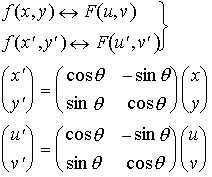 f(x,y) ↔ F(u,v)
f(x',y') ↔ F(u',v') }
(x' y') = (cosθ −sinθ sinθ cosθ)(x y)
(u' v') = (cosθ −sinθ sinθ cosθ)(u v)